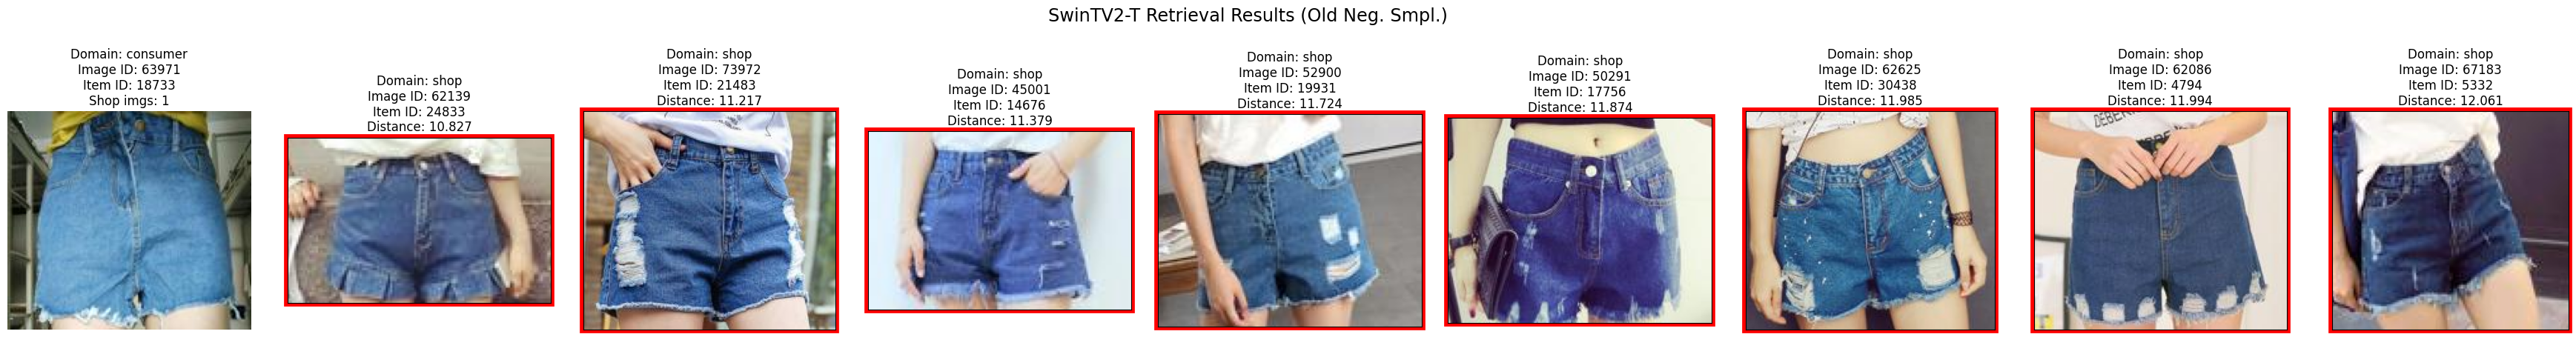 SwinTV2-T Retrieval Results (Old Neg. Smpl.)
Domain: consumer
Image ID: 63971
Item ID: 18733
Shop imgs: 1
Domain: shop
Image ID: 62139
Item ID: 24833
Distance: 10.827
Domain: shop
Image ID: 73972
Item ID: 21483
Distance: 11.217
Domain: shop
Image ID: 45001
Item ID: 14676
Distance: 11.379
Domain: shop
Image ID: 52900
Item ID: 19931
Distance: 11.724
Domain: shop
Image ID: 50291
Item ID: 17756
Distance: 11.874
Domain: shop
Image ID: 62625
Item ID: 30438
Distance: 11.985
Domain: shop
Image ID: 62086
Item ID: 4794
Distance: 11.994
Domain: shop
Image ID: 67183
Item ID: 5332
Distance: 12.061